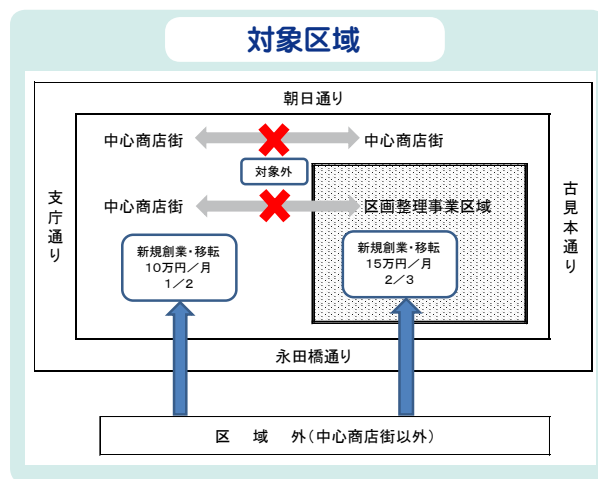 対象区域
朝日通り
中心商店街
中心商店街
対象外
中心商店街
区画整理事業区域
支庁通り
古見本通り
新規創業・移転
10万円/月
1/2
新規創業・移転
15万円/月
2/3
永田橋通り
区 域 外(中心商店街以外)